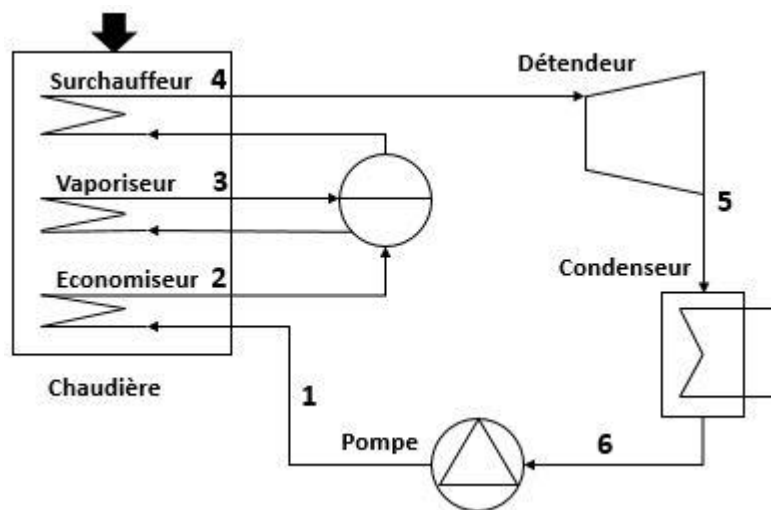 Surchauffeur 4
Détendeur
Vaporiseur 3
5
Condenseur
Economiseur 2
Chaudière
1
Pompe
6